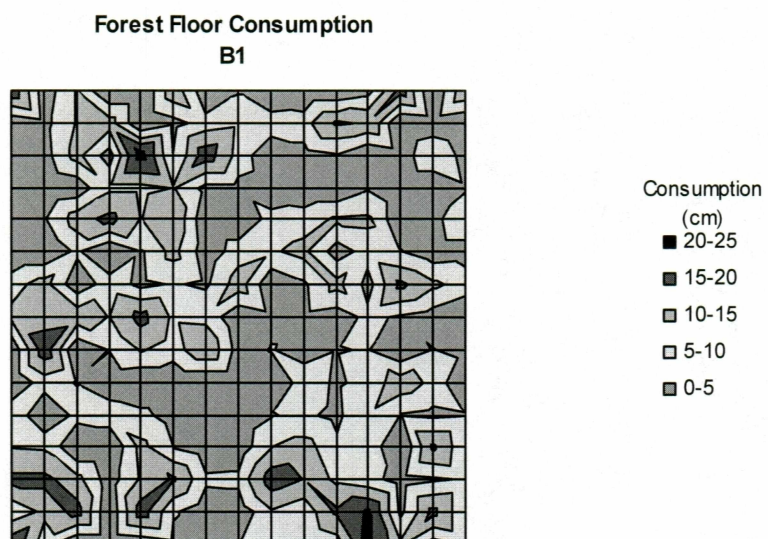 Forest Floor Consumption
B1
Consumption
(cm)
20-25
15-20
10-15
5-10
0-5